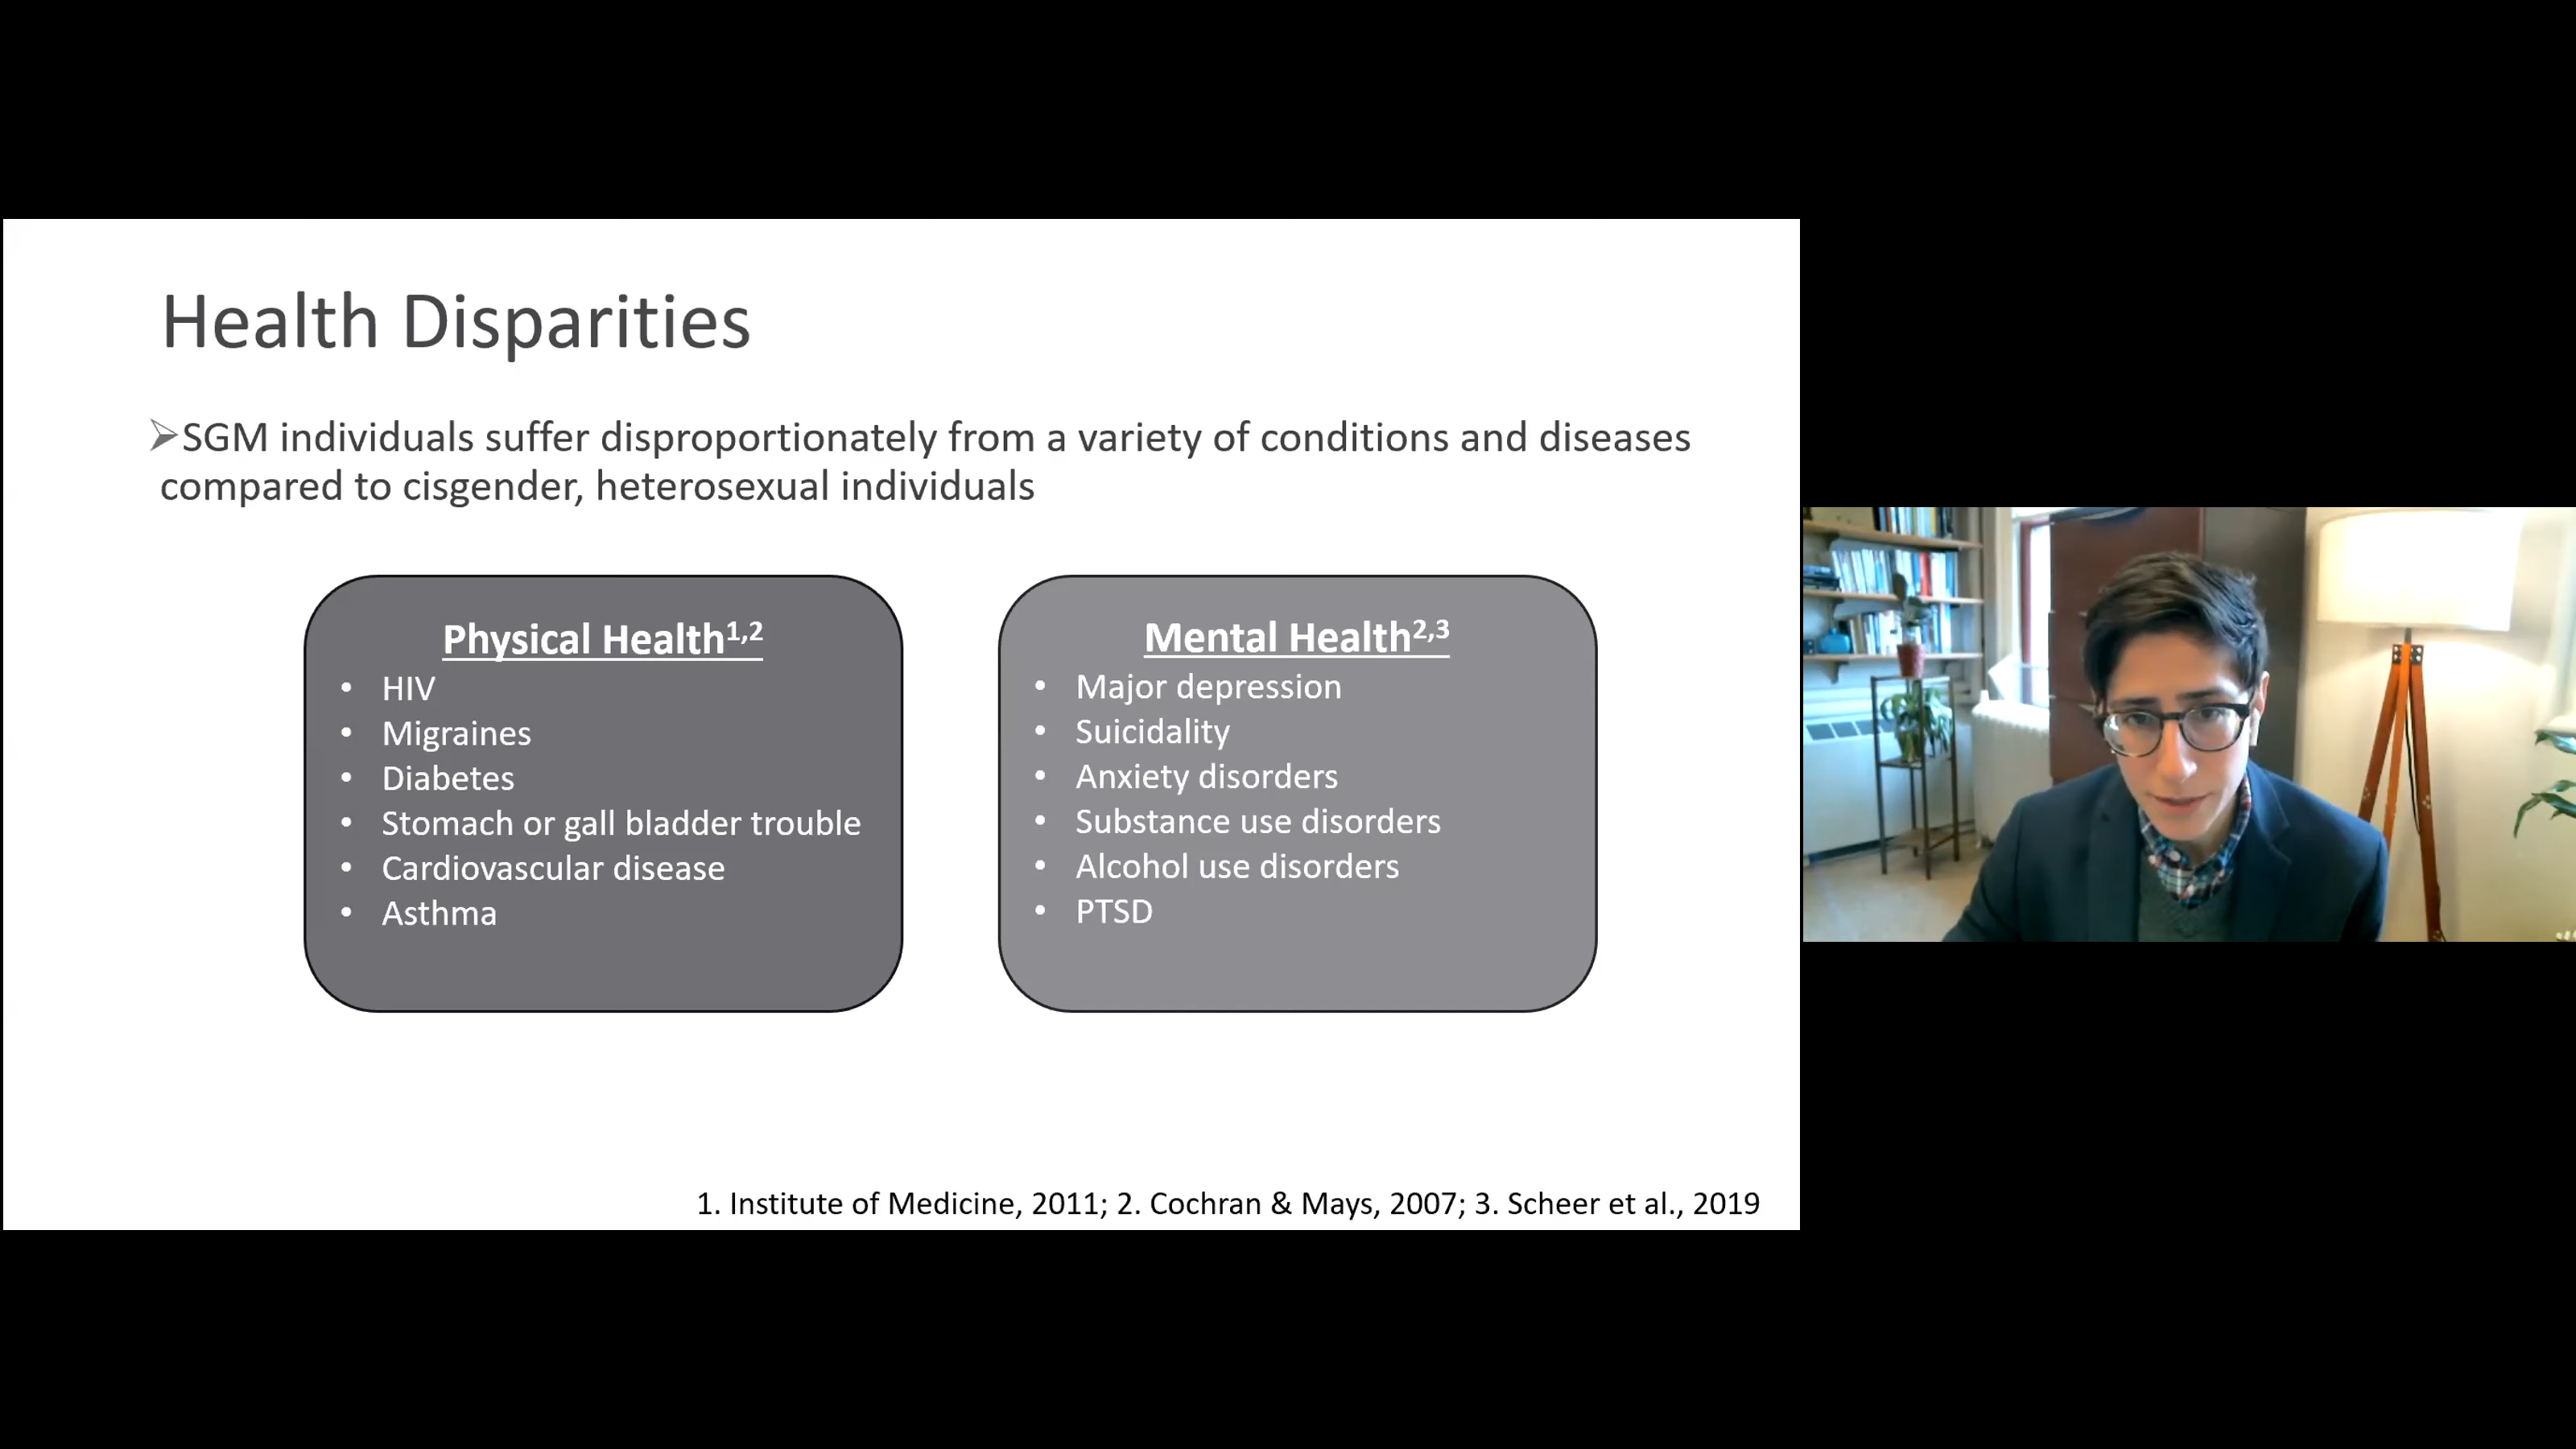 Health Disparities
➢SGM individuals suffer disproportionately from a variety of conditions and diseases
compared to cisgender, heterosexual individuals
Physical Health1,2
• HIV
• Migraines
• Diabetes
• Stomach or gall bladder trouble
• Cardiovascular disease
• Asthma
Mental Health2,3
• Major depression
• Suicidality
• Anxiety disorders
• Substance use disorders
• Alcohol use disorders
• PTSD
1. Institute of Medicine, 2011; 2. Cochran & Mays, 2007; 3. Scheer et al., 2019